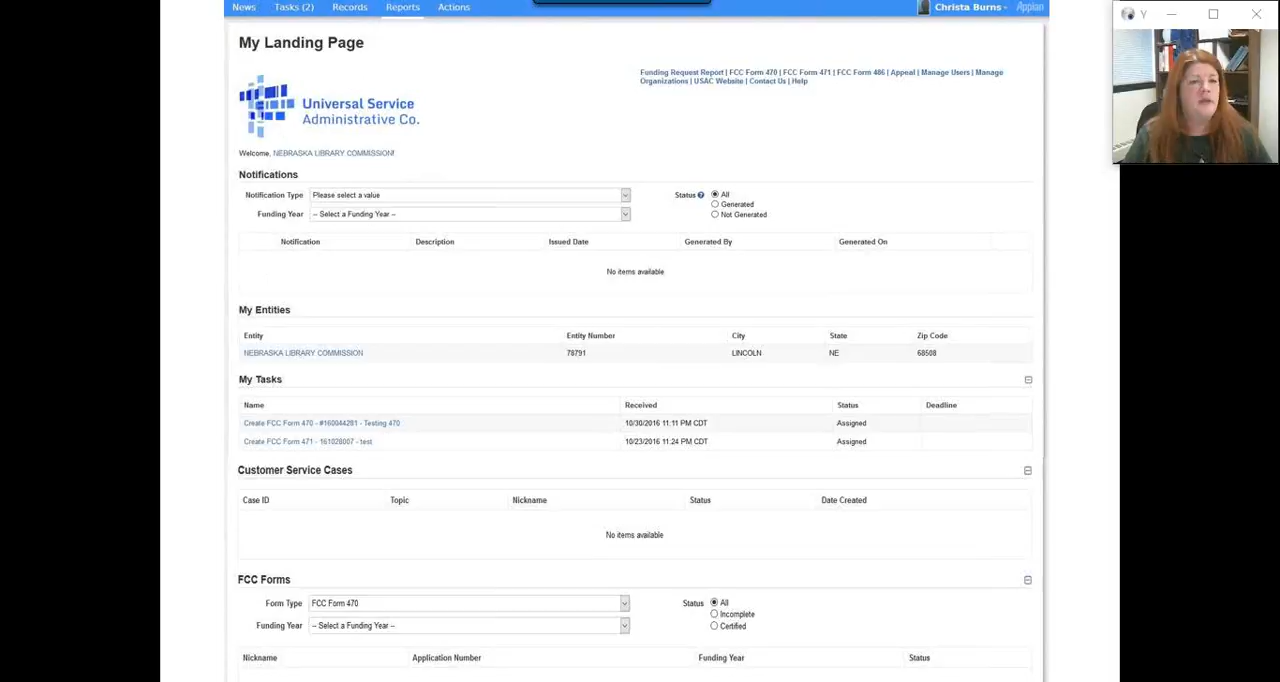 News Tasks (2) Records Reports Actions Christa Burns Appian
My Landing Page
Funding Request Report | FCC Form 470 | FCC Form 471 | FCC Form 486 | Appeal | Manage Users | Manage
Organizations | USAC Website | Contact Us | Help
Universal Service
Administrative Co.
Welcome, NEBRASKA LIBRARY COMMISSION!
Notifications
Notification Type Please select a value Status All
Generated
Funding Year -- Select a Funding Year -- Not Generated
Notification Description Issued Date Generated By Generated On
No items available
My Entities
Entity Entity Number City State Zip Code
NEBRASKA LIBRARY COMMISSION 78791 LINCOLN NE 68508
My Tasks
Name Received Status Deadline
Create FCC Form 470 - #160044281 - Testing 470 10/30/2016 11:11 PM CDT Assigned
Create FCC Form 471 - 161028007 - test 10/23/2016 11:24 PM CDT Assigned
Customer Service Cases
Case ID Topic Nickname Status Date Created
No items available
FCC Forms
Form Type FCC Form 470 Status All
Incomplete
Funding Year -- Select a Funding Year -- Certified
Nickname Application Number Funding Year Status